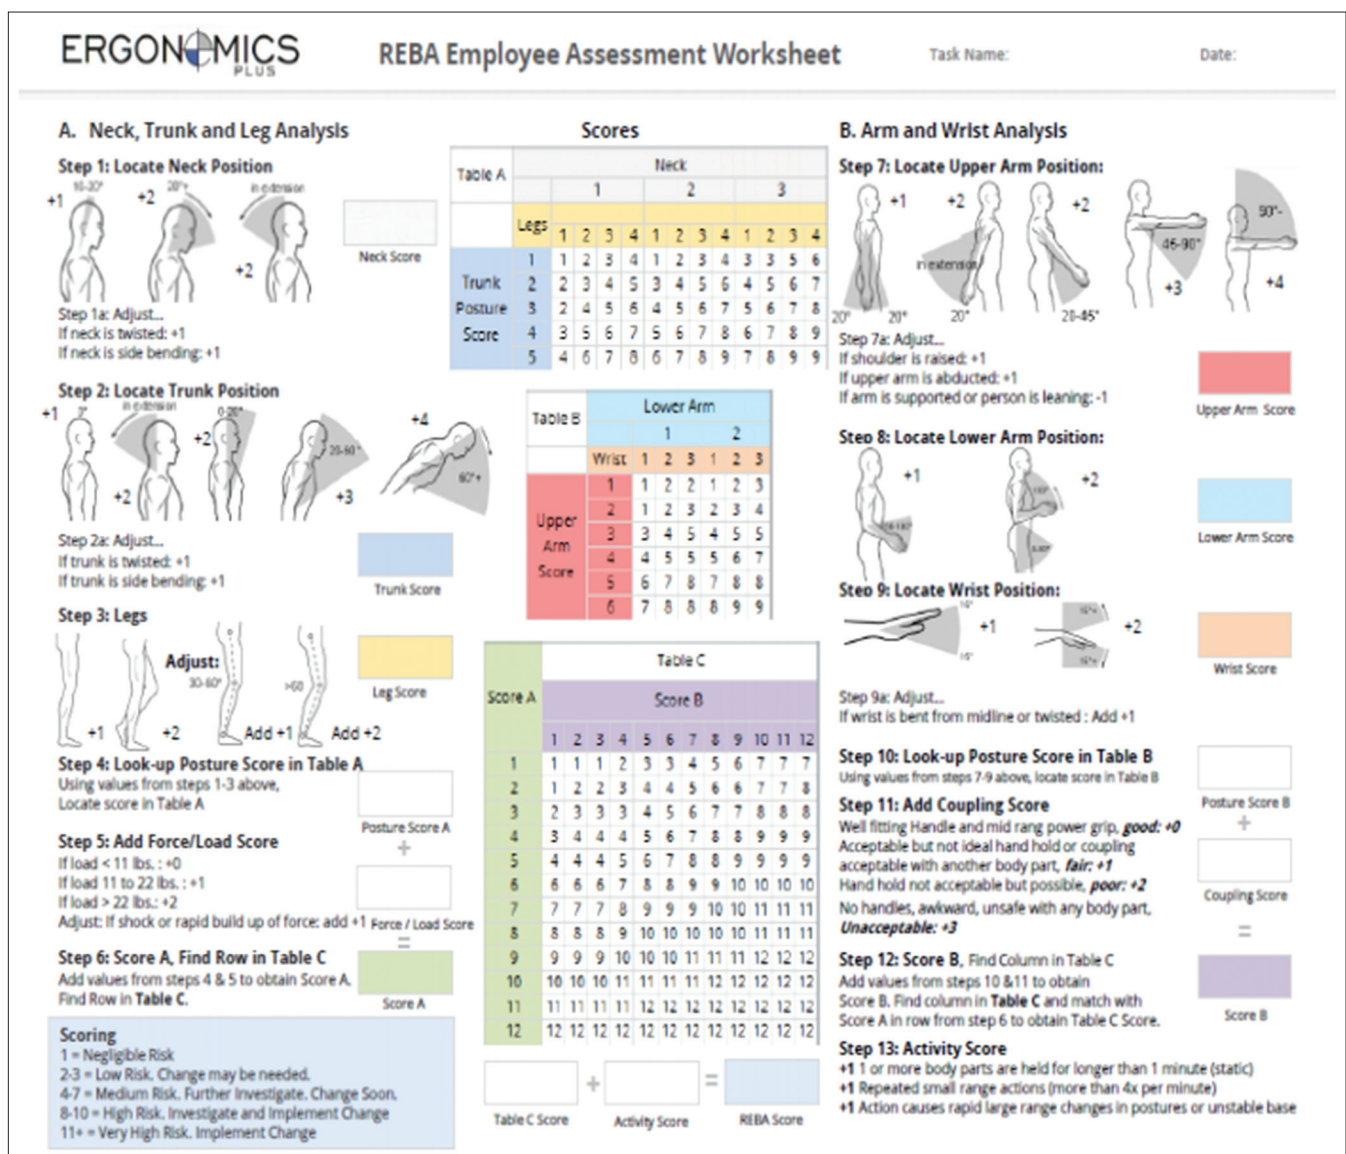 ERGONOMICS
PLUS
REBA Employee Assessment Worksheet
Task Name:
Date:
A. Neck, Trunk and Leg Analysis
Step 1: Locate Neck Position
+1
10-20°
+2
20°+
in extension
+2
Neck Score
Step 1a: Adjust...
If neck is twisted: +1
If neck is side bending: +1
Step 2: Locate Trunk Position
+1
0°
in extension
+2
0-20°
+2
20-60°
+3
+4
60°+
Step 2a: Adjust...
If trunk is twisted: +1
If trunk is side bending: +1
Trunk Score
Step 3: Legs
Adjust:
30-60°
>60
+1
+2
Add +1
Add +2
Leg Score
Step 4: Look-up Posture Score in Table A
Using values from steps 1-3 above,
Locate score in Table A
Posture Score A
+
Step 5: Add Force/Load Score
If load < 11 lbs. : +0
If load 11 to 22 lbs. : +1
If load > 22 lbs.: +2
Adjust: If shock or rapid build up of force: add +1
Force / Load Score
=
Step 6: Score A, Find Row in Table C
Add values from steps 4 & 5 to obtain Score A.
Find Row in Table C.
Score A
Scoring
1 = Negligible Risk
2-3 = Low Risk. Change may be needed.
4-7 = Medium Risk. Further Investigate. Change Soon.
8-10 = High Risk. Investigate and Implement Change
11+ = Very High Risk. Implement Change
Scores
Table A
Neck
1 2 3
Legs
1 2 3 4 1 2 3 4 1 2 3 4
Trunk Posture Score
1 1 2 3 4 1 2 3 4 3 3 5 6
2 2 3 4 5 3 4 5 6 4 5 6 7
3 2 4 5 6 4 5 6 7 5 6 7 8
4 3 5 6 7 5 6 7 8 6 7 8 9
5 4 6 7 8 6 7 8 9 7 8 9 9
Table B
Lower Arm
1 2
Wrist 1 2 3 1 2 3
Upper Arm Score
1 1 2 2 1 2 3
2 1 2 3 2 3 4
3 3 4 5 4 5 5
4 4 5 5 5 6 7
5 6 7 8 7 8 8
6 7 8 8 8 9 9
Score A
Table C
Score B
1 2 3 4 5 6 7 8 9 10 11 12
1 1 1 1 2 3 3 4 5 6 7 7 7
2 1 2 2 3 4 4 5 6 6 7 7 8
3 2 3 3 3 4 5 6 7 7 8 8 8
4 3 4 4 4 5 6 7 8 8 9 9 9
5 4 4 4 5 6 7 8 8 9 9 9 9
6 6 6 6 7 8 8 9 9 10 10 10 10
7 7 7 7 8 9 9 9 10 10 11 11 11
8 8 8 8 9 10 10 10 10 10 11 11 11
9 9 9 9 10 10 10 11 11 11 12 12 12
10 10 10 10 11 11 11 11 12 12 12 12 12
11 11 11 11 11 12 12 12 12 12 12 12 12
12 12 12 12 12 12 12 12 12 12 12 12 12
Table C Score
+
Activity Score
=
REBA Score
B. Arm and Wrist Analysis
Step 7: Locate Upper Arm Position:
+1
20°
20°
+2
in extension
20°
+2
20-45°
45-90°
+3
90°-
+4
Step 7a: Adjust...
If shoulder is raised: +1
If upper arm is abducted: +1
If arm is supported or person is leaning: -1
Upper Arm Score
Step 8: Locate Lower Arm Position:
+1
+2
Lower Arm Score
Step 9: Locate Wrist Position:
15°
15°
+1
15°+
15°+
+2
Wrist Score
Step 9a: Adjust...
If wrist is bent from midline or twisted : Add +1
Step 10: Look-up Posture Score in Table B
Using values from steps 7-9 above, locate score in Table B
Posture Score B
+
Step 11: Add Coupling Score
Well fitting Handle and mid rang power grip, good: +0
Acceptable but not ideal hand hold or coupling
acceptable with another body part, fair: +1
Hand hold not acceptable but possible, poor: +2
No handles, awkward, unsafe with any body part,
Unacceptable: +3
Coupling Score
=
Step 12: Score B, Find Column in Table C
Add values from steps 10 &11 to obtain
Score B. Find column in Table C and match with
Score A in row from step 6 to obtain Table C Score.
Score B
Step 13: Activity Score
+1 1 or more body parts are held for longer than 1 minute (static)
+1 Repeated small range actions (more than 4x per minute)
+1 Action causes rapid large range changes in postures or unstable base